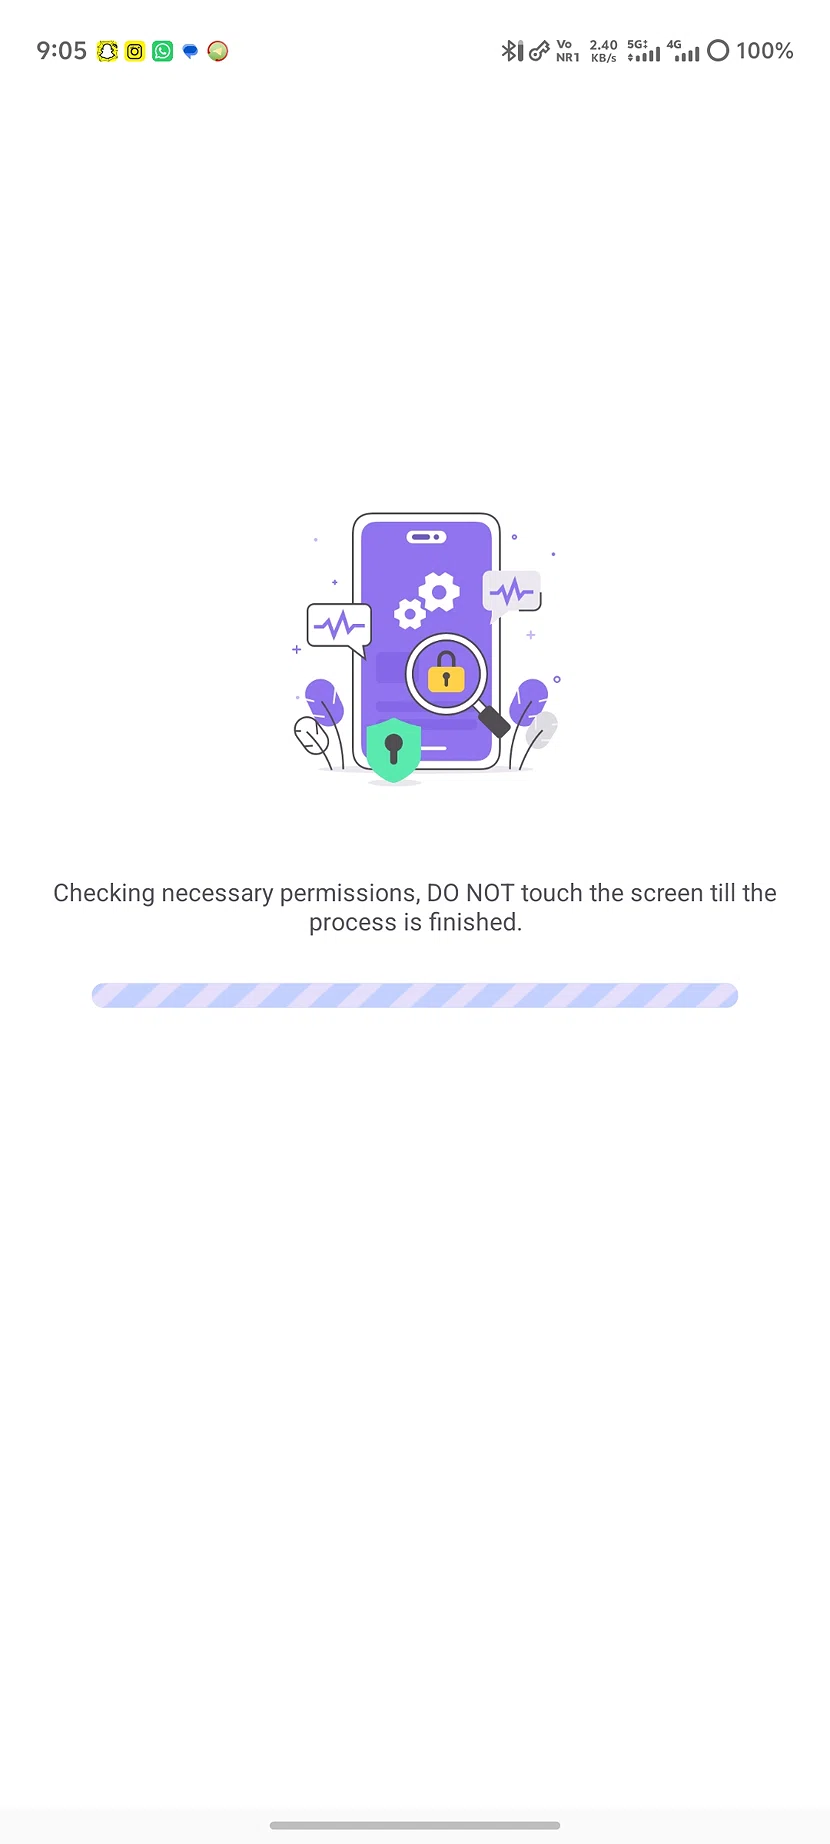 9:05
Vo NR1 2.40 KB/s 5G 4G 100%
Checking necessary permissions, DO NOT touch the screen till the
process is finished.